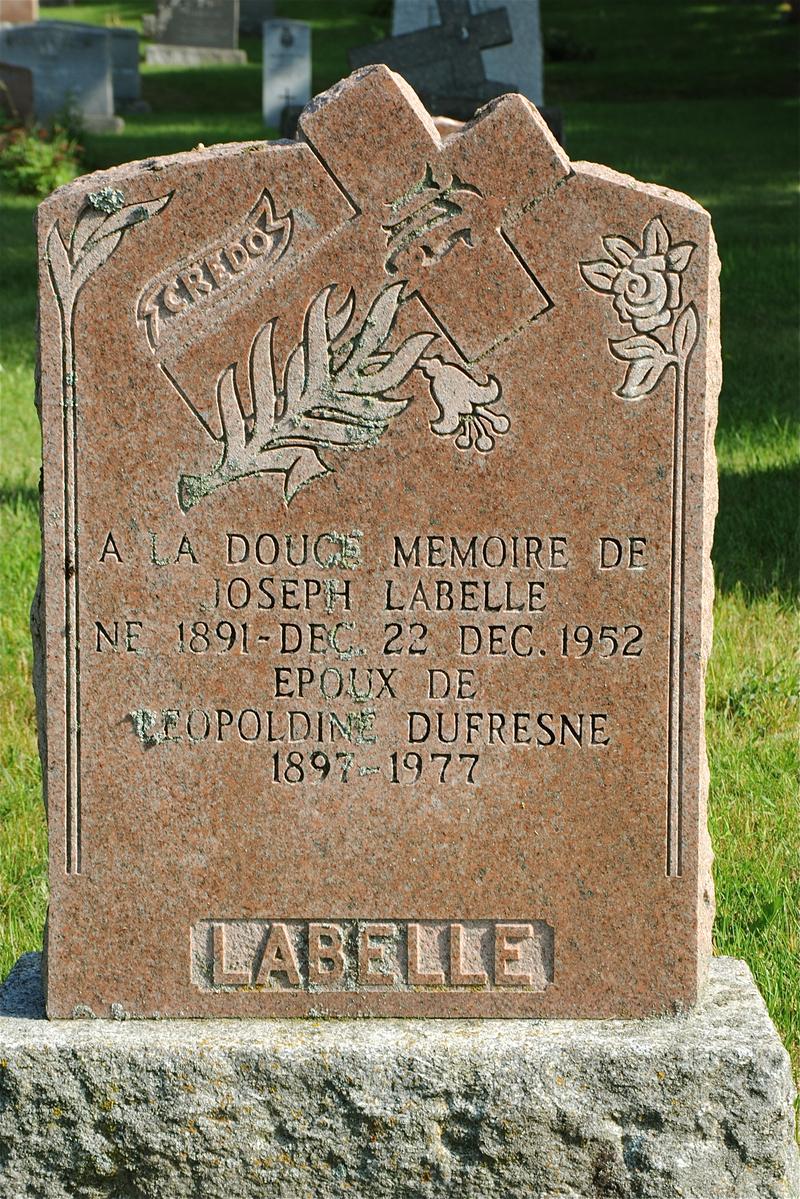 CREDO
A LA DOUCE MEMOIRE DE
JOSEPH LABELLE
NE 1891-DEC. 22 DEC. 1952
EPOUX DE
LEOPOLDINE DUFRESNE
1897-1977
LABELLE